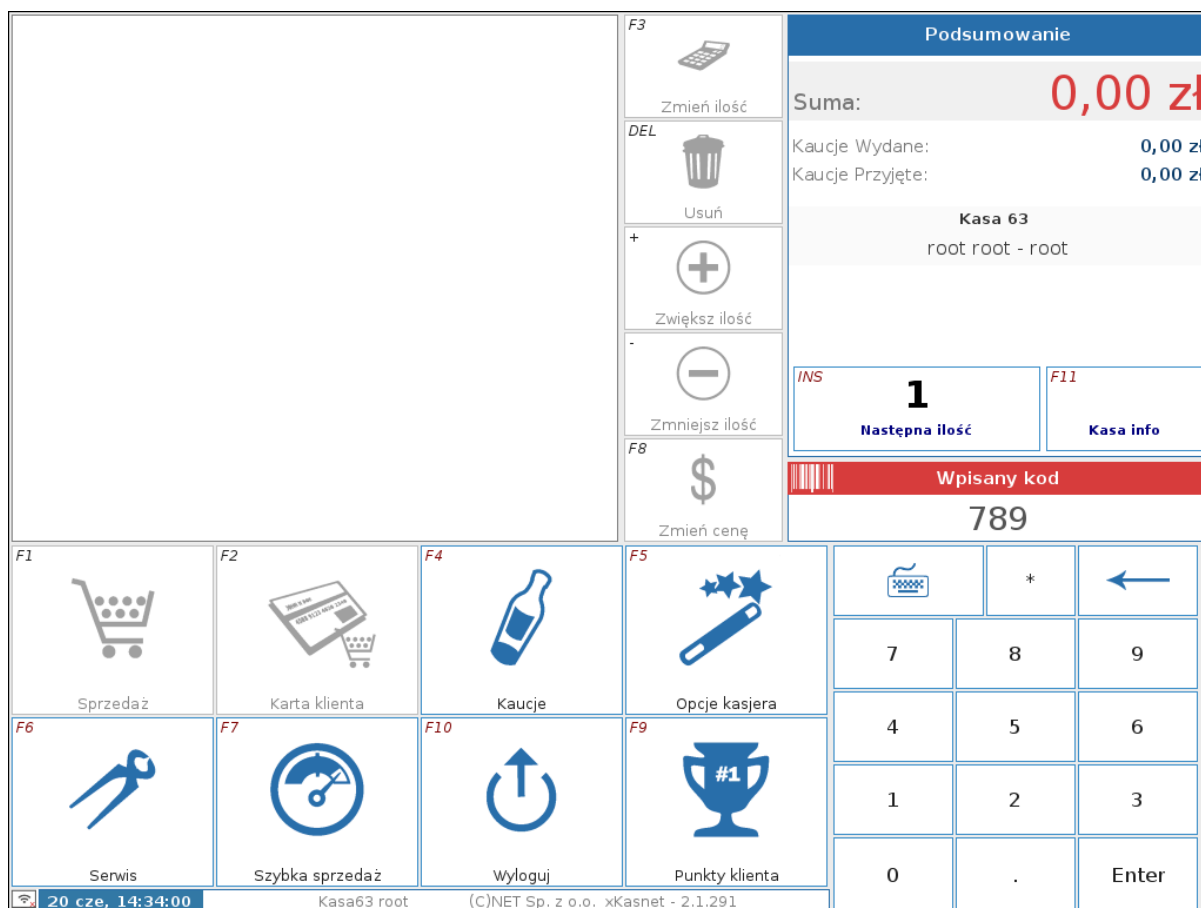 F3
Zmień ilość
DEL
Usuń
+
Zwiększ ilość
-
Zmniejsz ilość
F8
$
Zmień cenę
Podsumowanie
Suma: 0,00 zł
Kaucje Wydane: 0,00 zł
Kaucje Przyjęte: 0,00 zł
Kasa 63
root root - root
INS
1
Następna ilość
F11
Kasa info
Wpisany kod
789
F1
Sprzedaż
F2
Karta klienta
F4
Kaucje
F5
Opcje kasjera
F6
Serwis
F7
Szybka sprzedaż
F10
Wyloguj
F9
#1
Punkty klienta
*
7 8 9
4 5 6
1 2 3
0 . Enter
20 cze, 14:34:00 Kasa63 root (C)NET Sp. z o.o. xKasnet - 2.1.291